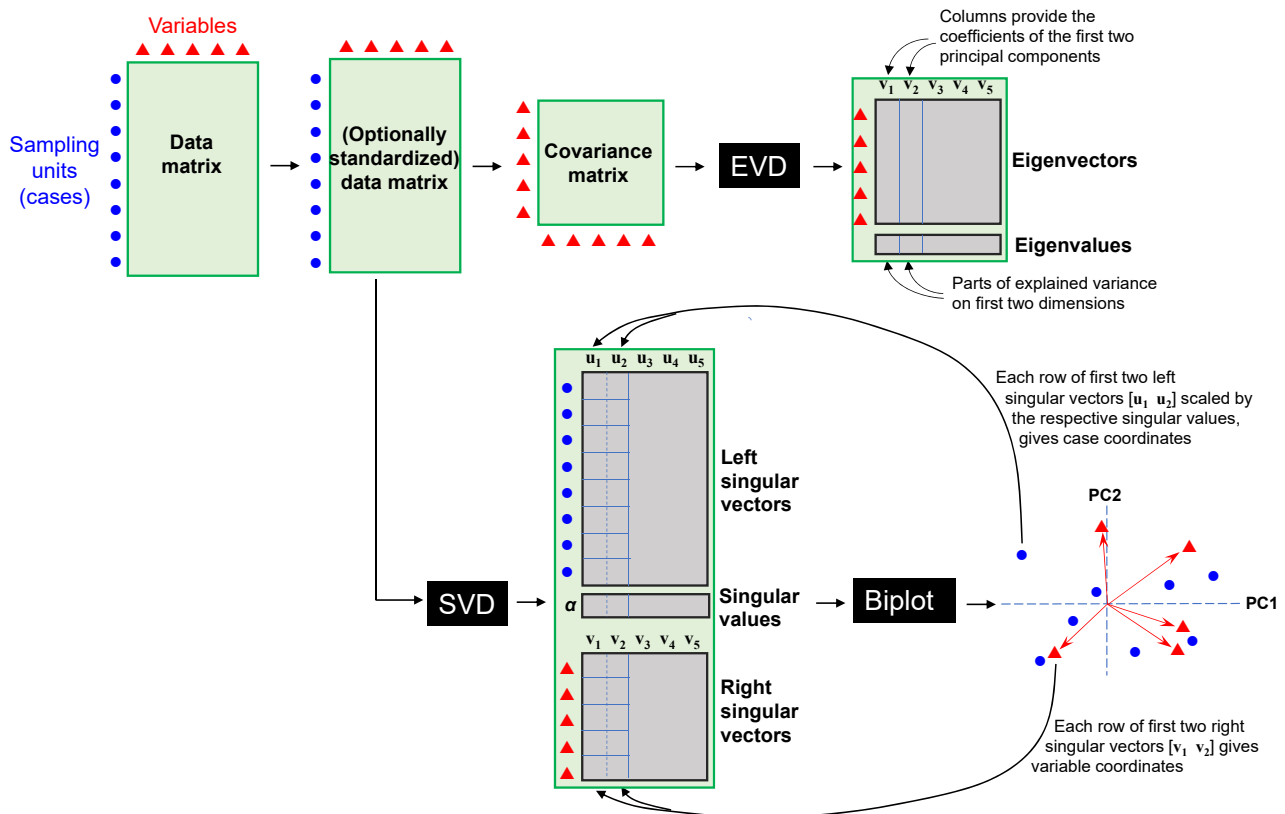 Variables
Sampling
units
(cases)
Data
matrix
(Optionally
standardized)
data matrix
Covariance
matrix
EVD
Columns provide the
coefficients of the first two
principal components
v1 v2 v3 v4 v5
Eigenvectors
Eigenvalues
Parts of explained variance
on first two dimensions
SVD
u1 u2 u3 u4 u5
Left
singular
vectors
α
Singular
values
v1 v2 v3 v4 v5
Right
singular
vectors
Biplot
Each row of first two left
singular vectors [u1 u2] scaled by
the respective singular values,
gives case coordinates
PC2
PC1
Each row of first two right
singular vectors [v1 v2] gives
variable coordinates